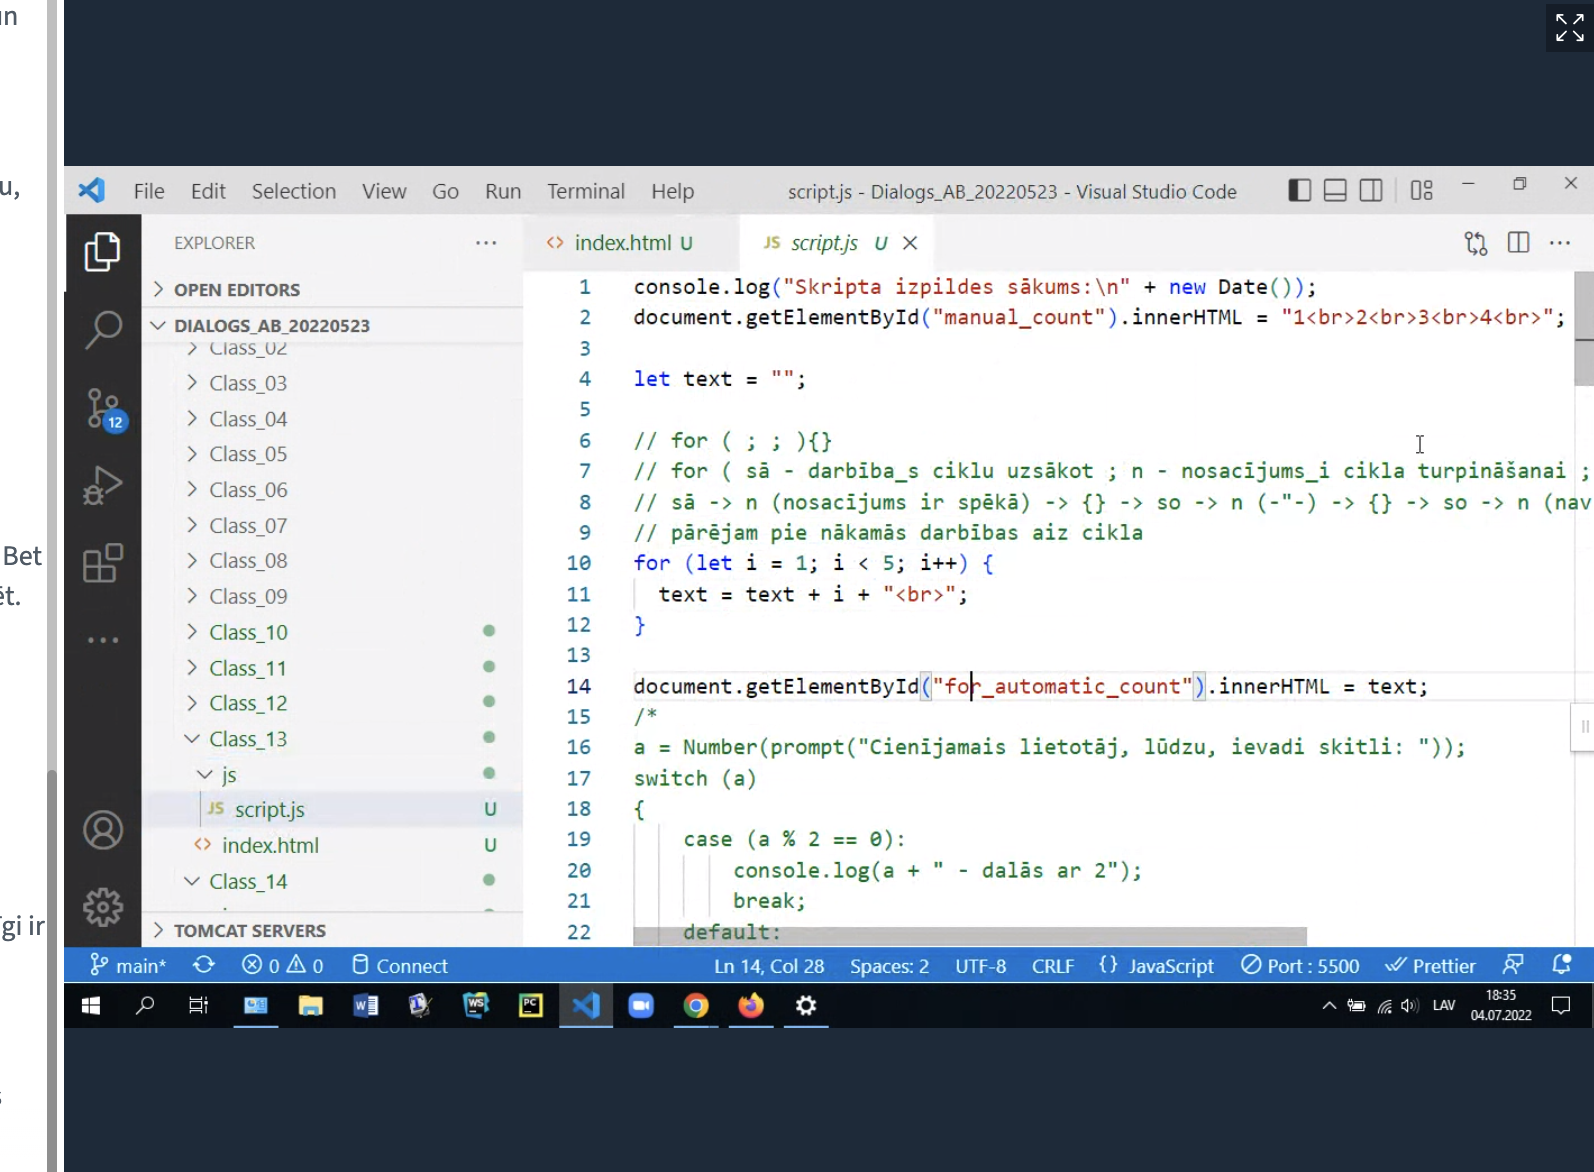 u,
Bet
ēt.
gi ir
File Edit Selection View Go Run Terminal Help script.js - Dialogs_AB_20220523 - Visual Studio Code
EXPLORER
OPEN EDITORS
DIALOGS_AB_20220523
Class_02
Class_03
Class_04
Class_05
Class_06
Class_07
Class_08
Class_09
Class_10
Class_11
Class_12
Class_13
js
JS script.js U
index.html U
Class_14
TOMCAT SERVERS
12
index.html U JS script.js U
1 console.log("Skripta izpildes sākums:\n" + new Date());
2 document.getElementById("manual_count").innerHTML = "1<br>2<br>3<br>4<br>";
3
4 let text = "";
5
6 // for ( ; ; ){}
7 // for ( sā - darbība_s ciklu uzsākot ; n - nosacījums_i cikla turpināšanai ;
8 // sā -> n (nosacījums ir spēkā) -> {} -> so -> n (-"-) -> {} -> so -> n (nav
9 // pārējam pie nākamās darbības aiz cikla
10 for (let i = 1; i < 5; i++) {
11 text = text + i + "<br>";
12 }
13
14 document.getElementById("for_automatic_count").innerHTML = text;
15 /*
16 a = Number(prompt("Cienījamais lietotāj, lūdzu, ievadi skitli: "));
17 switch (a)
18 {
19 case (a % 2 == 0):
20 console.log(a + " - dalās ar 2");
21 break;
22 default:
main* 0 0 Connect Ln 14, Col 28 Spaces: 2 UTF-8 CRLF {} JavaScript Port : 5500 Prettier
LAV 18:35
04.07.2022